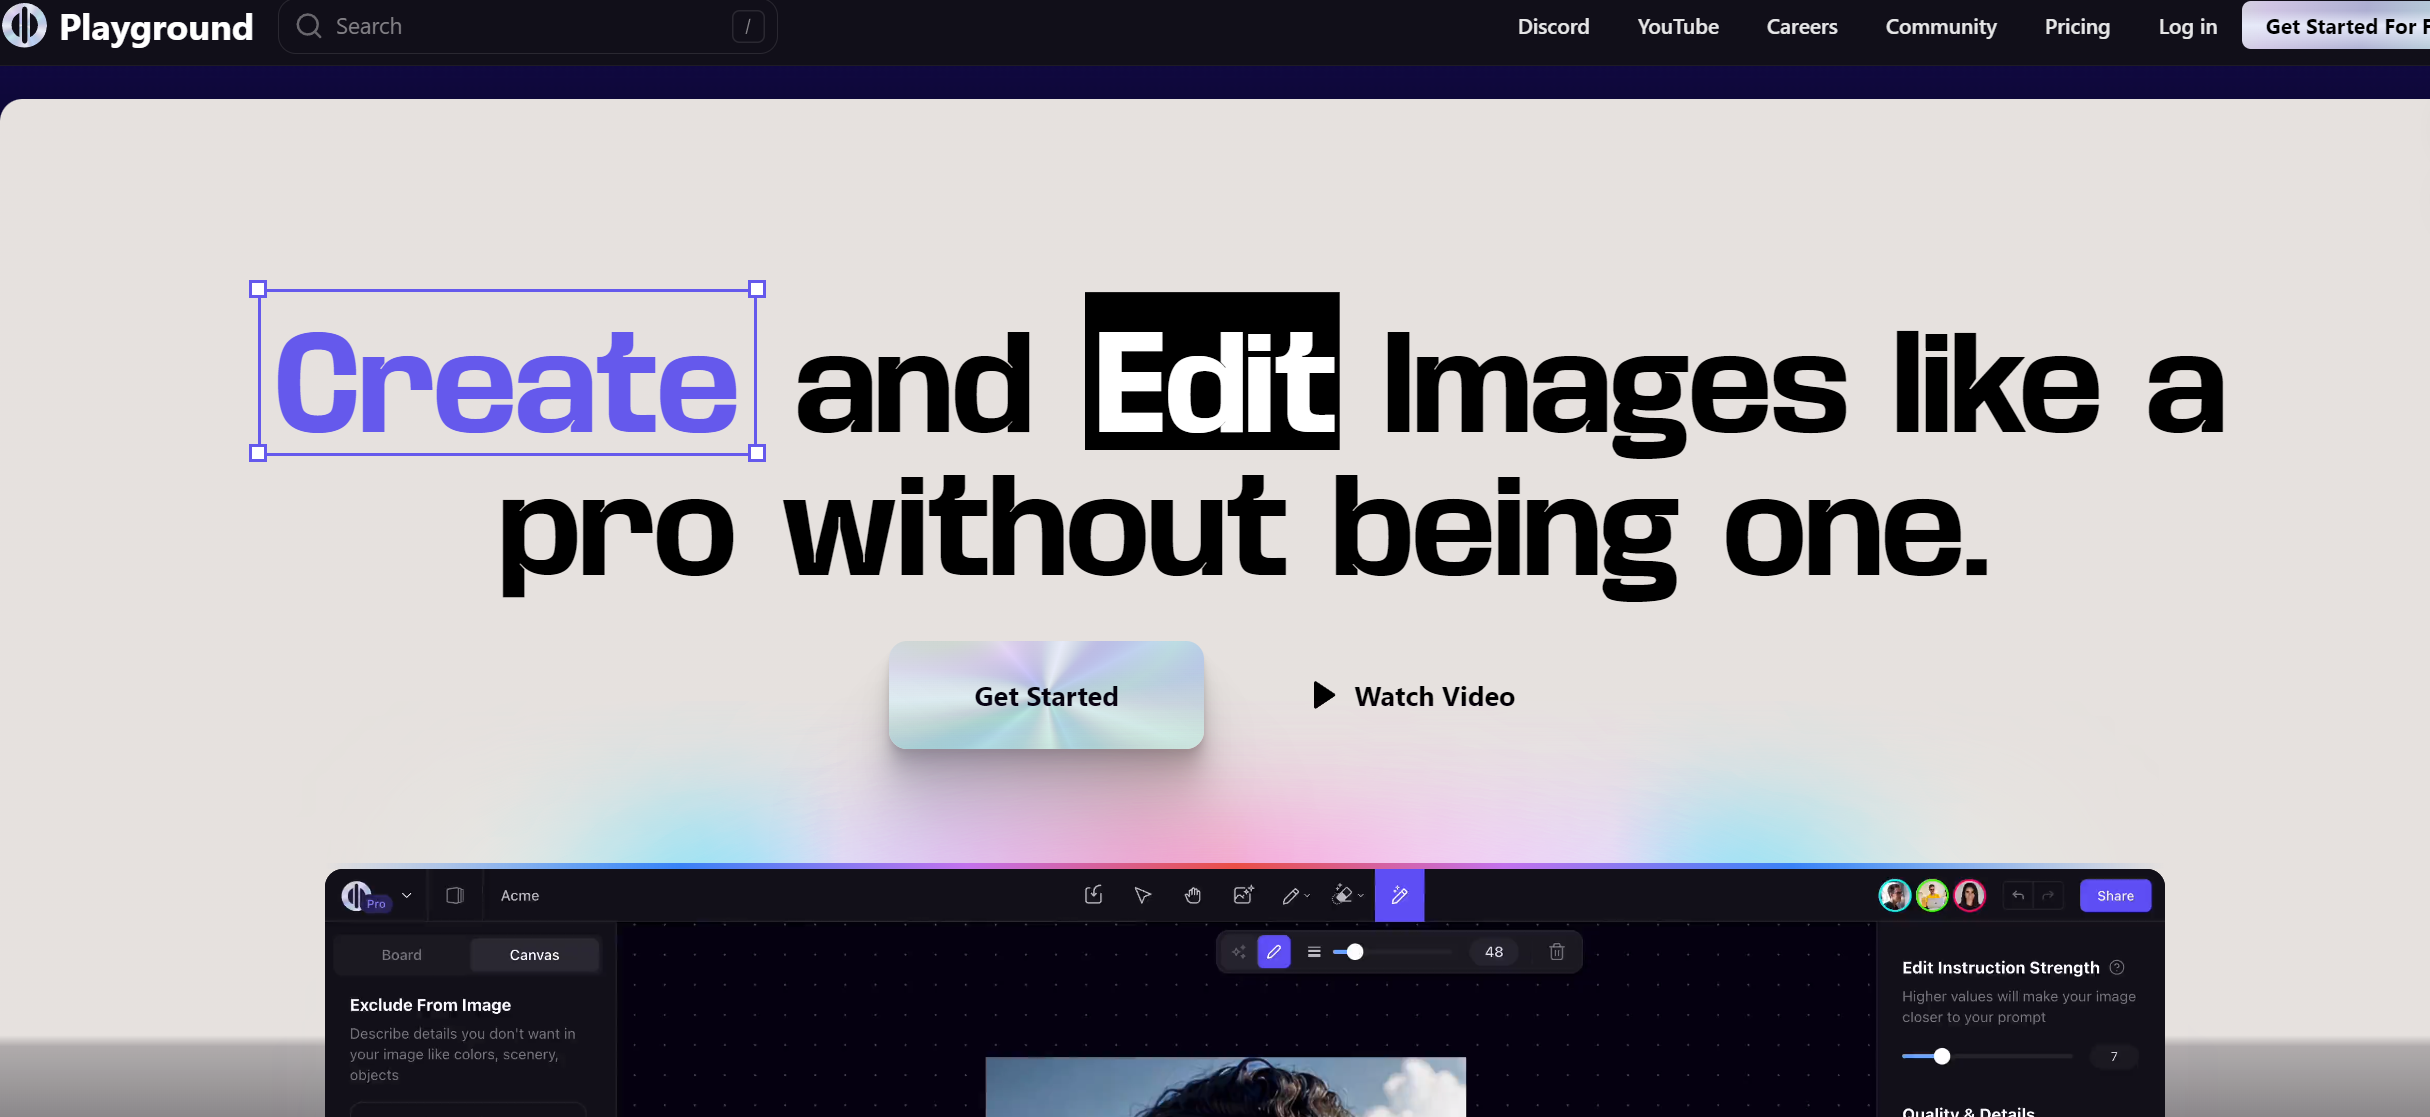 Playground
Search /
Discord YouTube Careers Community Pricing Log in Get Started For F
Create and Edit Images like a
pro without being one.
Get Started Watch Video
Pro Acme Share
Board Canvas
48
Exclude From Image
Describe details you don't want in
your image like colors, scenery,
objects
Edit Instruction Strength
Higher values will make your image
closer to your prompt
7
Quality & Details